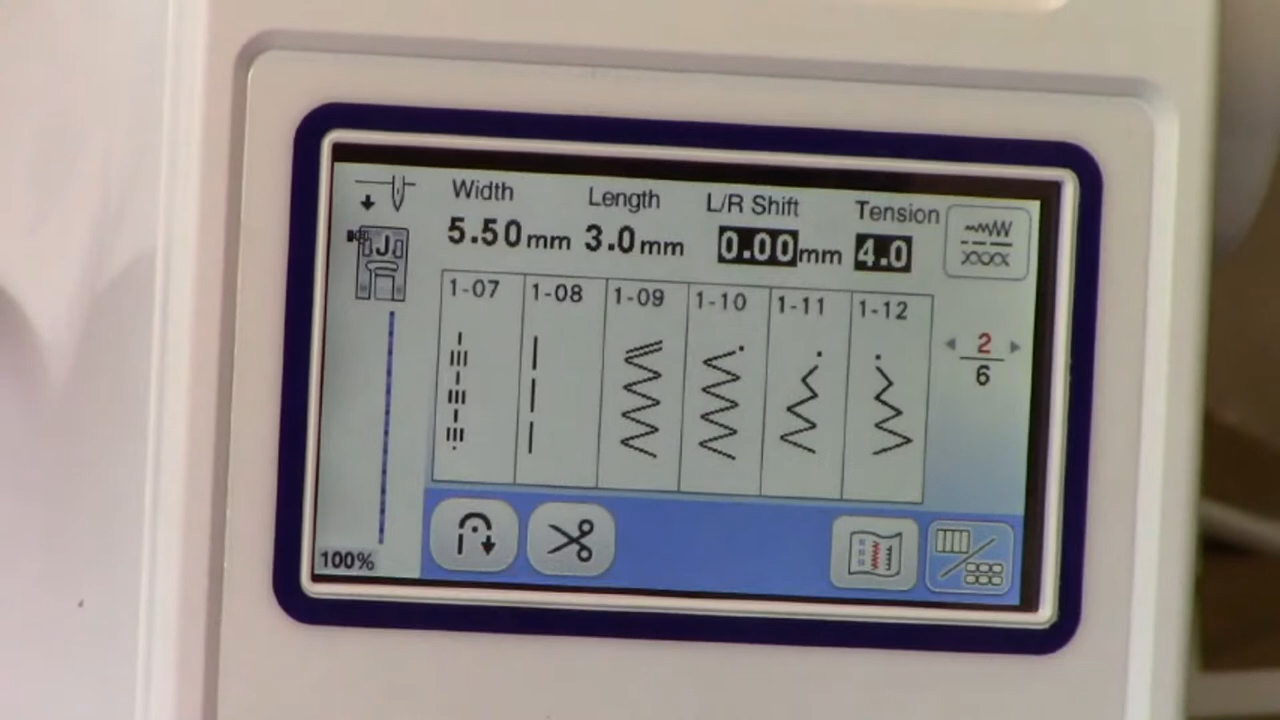 Width Length L/R Shift Tension
5.50mm 3.0mm 0.00mm 4.0
J
1-07 1-08 1-09 1-10 1-11 1-12
2
6
100%